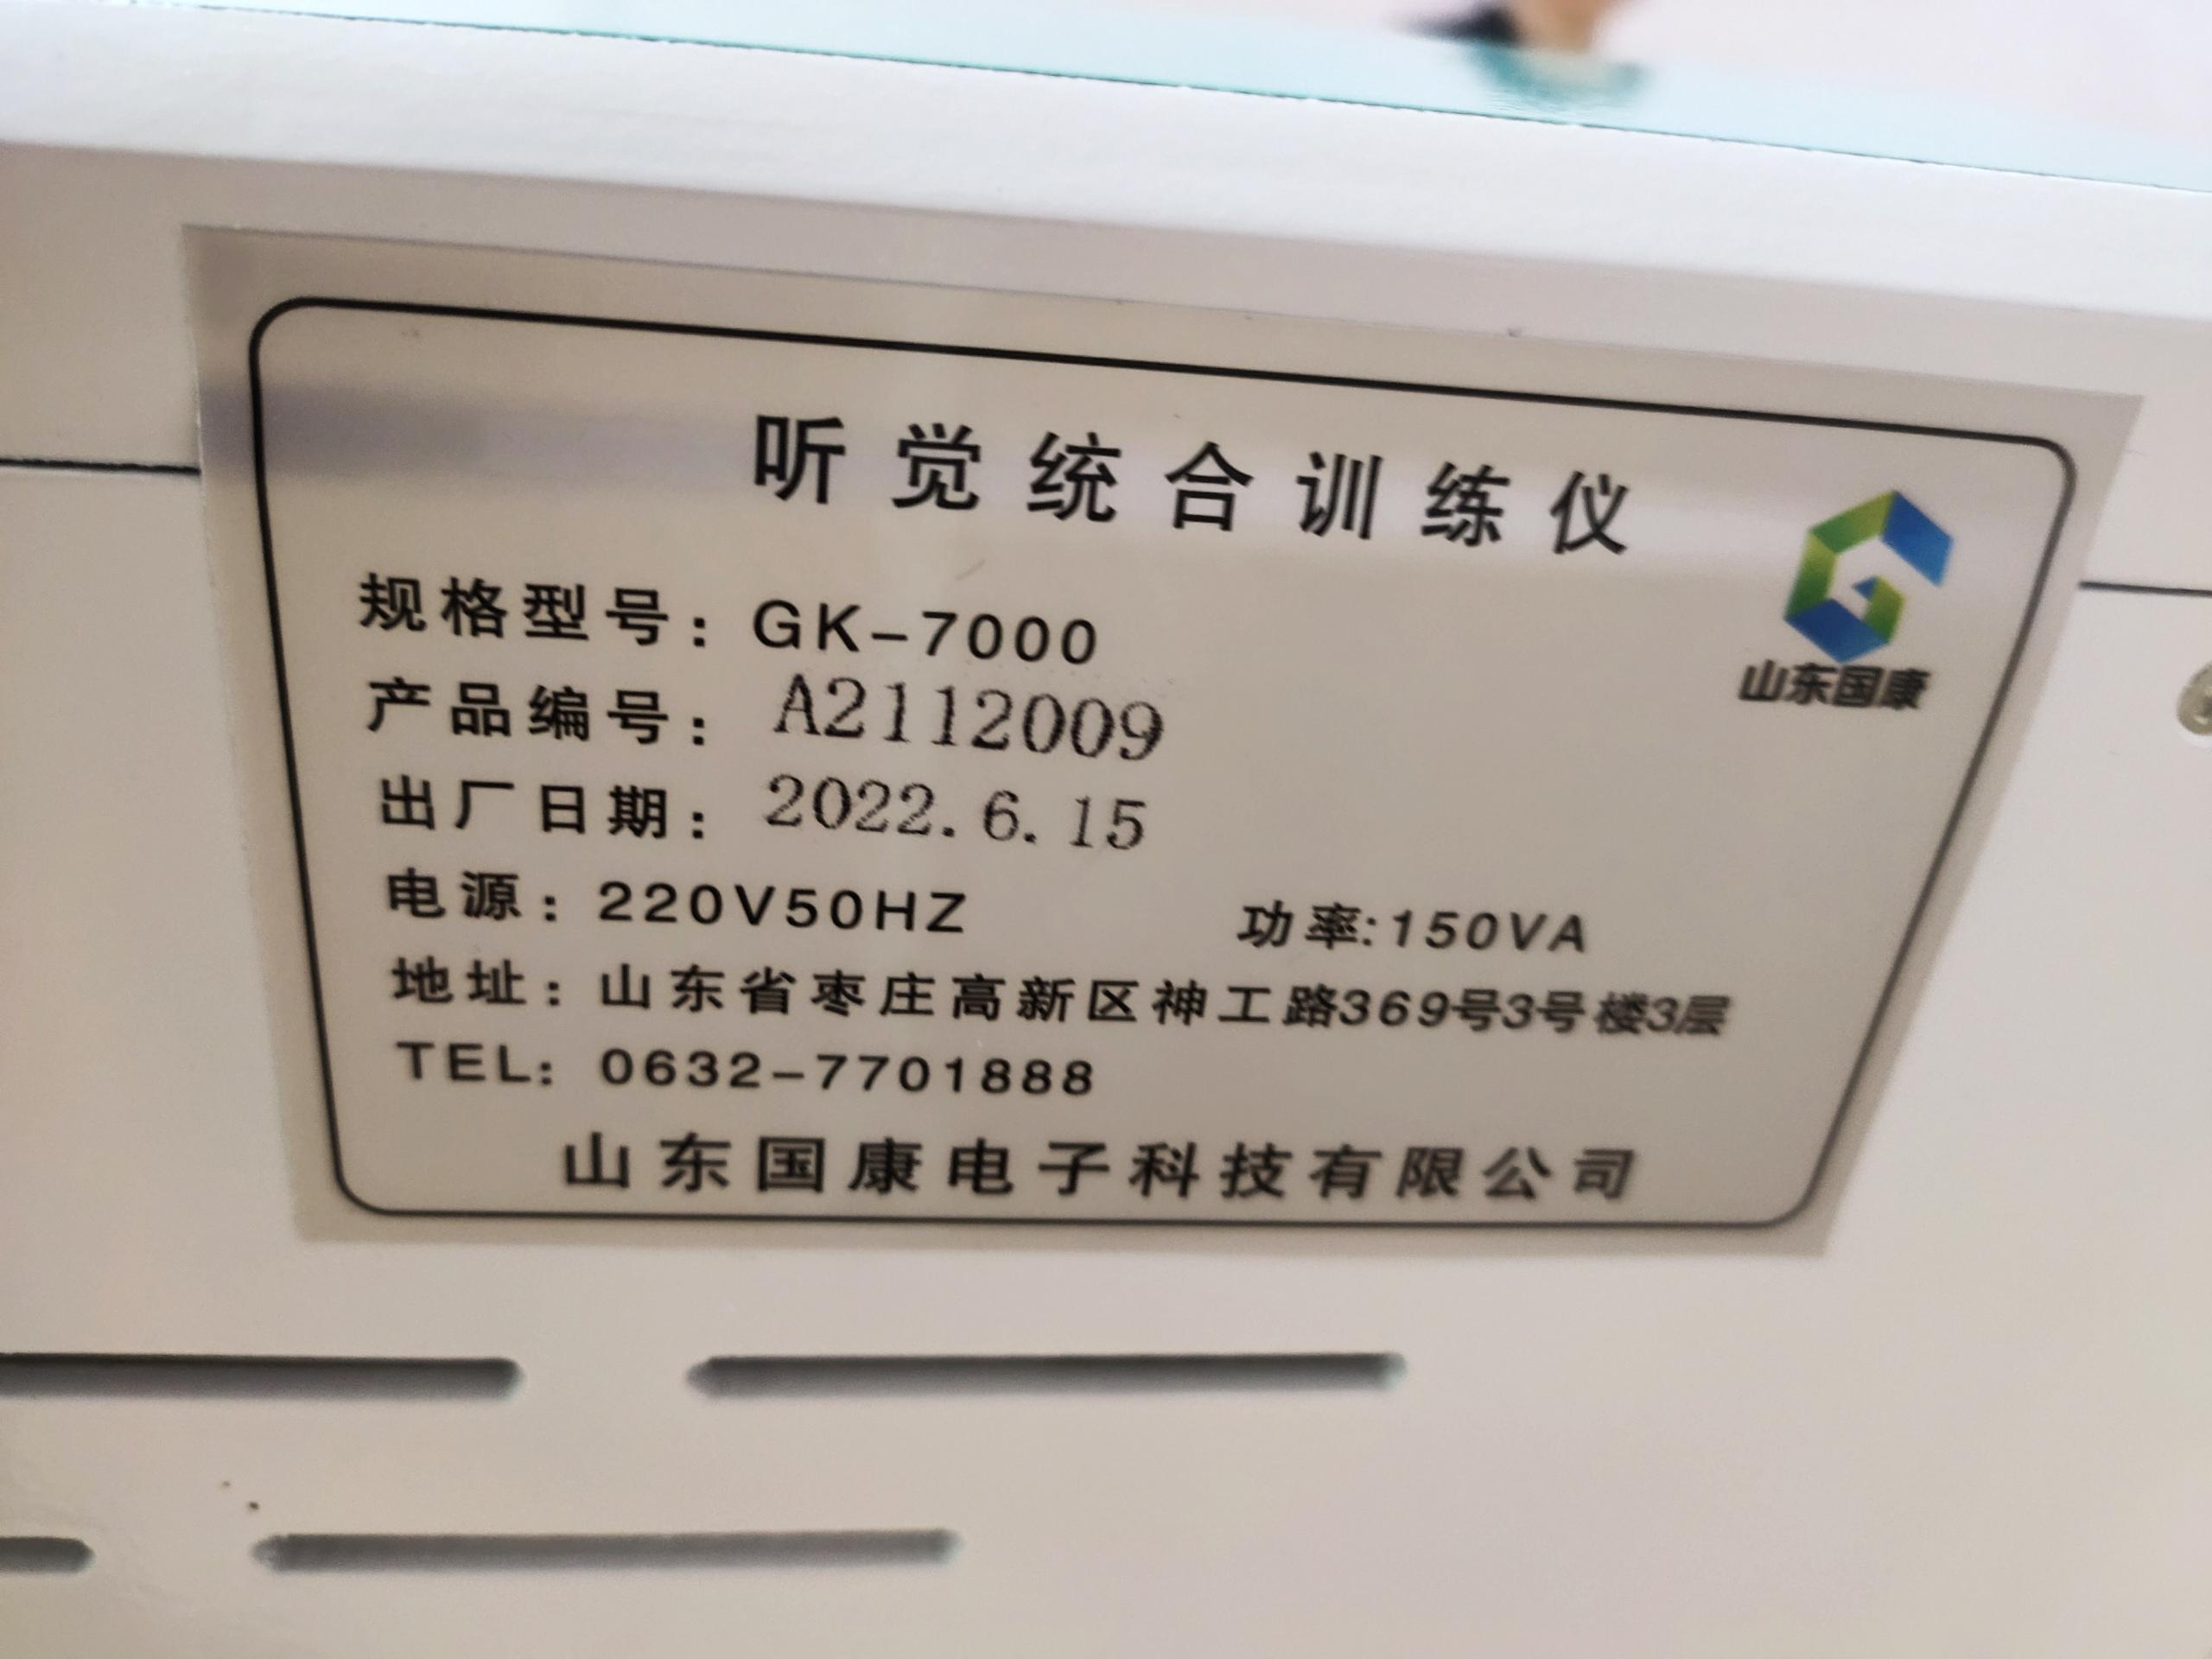 听觉统合训练仪
山东国康
规格型号：GK-7000
产品编号：A2112009
出厂日期：2022.6.15
电源：220V50HZ 功率:150VA
地址：山东省枣庄高新区神工路369号3号楼3层
TEL：0632-7701888
山东国康电子科技有限公司